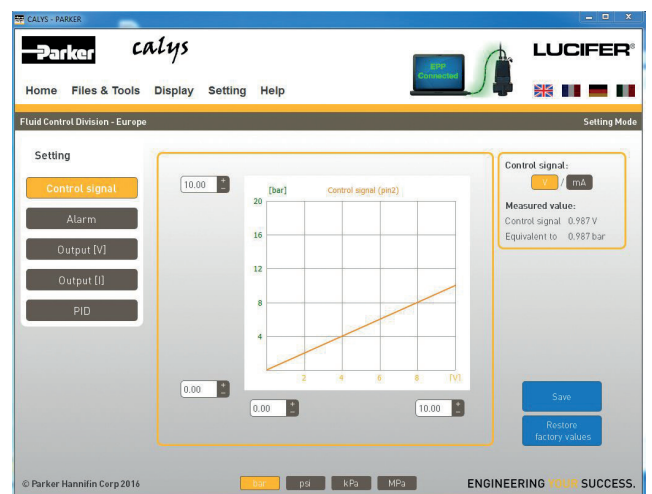 CALYS - PARKER
Parker
calys
EPP
Connected
LUCIFER®
Home Files & Tools Display Setting Help
Fluid Control Division - Europe
Setting Mode
Setting
Control signal
Alarm
Output [V]
Output [I]
PID
10.00
+
−
[bar]
Control signal (pin2)
20
16
12
8
4
2 4 6 8 [V]
0.00
+
−
0.00
+
−
10.00
+
−
Control signal:
V / mA
Measured value:
Control signal 0.987 V
Equivalent to 0.987 bar
Save
Restore
factory values
© Parker Hannifin Corp 2016
bar psi kPa MPa
ENGINEERING YOUR SUCCESS.